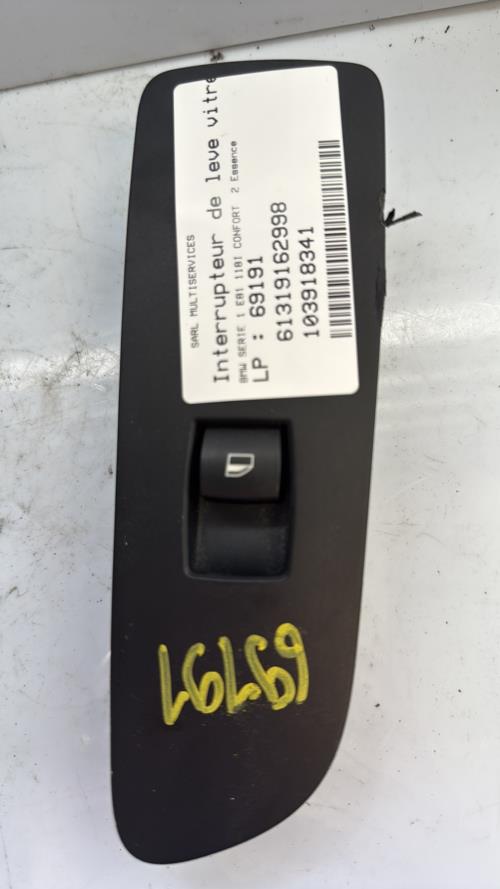 SARL MULTISERVICES
Interrupteur de leve vitre
BMW SERIE 1 E81 118I CONFORT 2 Essence
LP : 69191
61319162998
103918341
69191